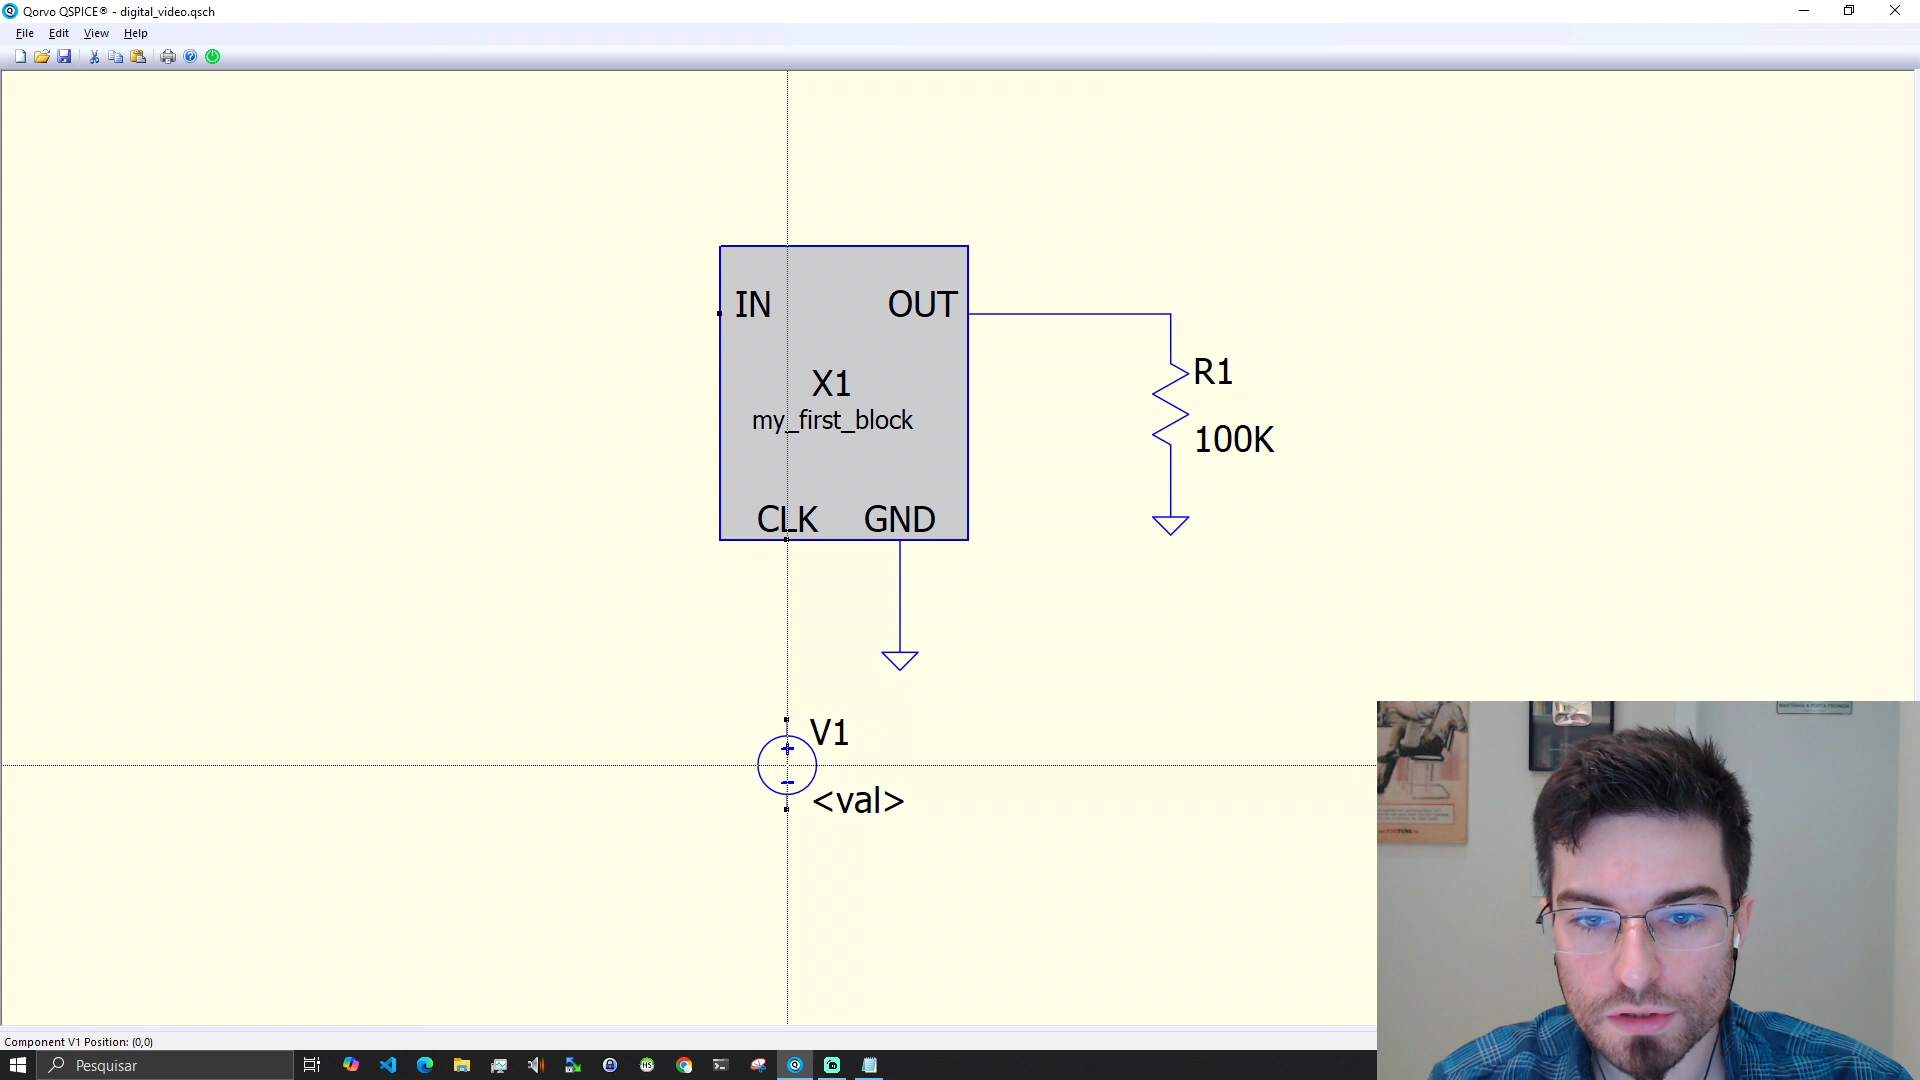 Qorvo QSPICE® - digital_video.qsch
File Edit View Help
IN OUT
X1
my_first_block
CLK GND
R1
100K
V1
<val>
Component V1 Position: (0,0)
Pesquisar